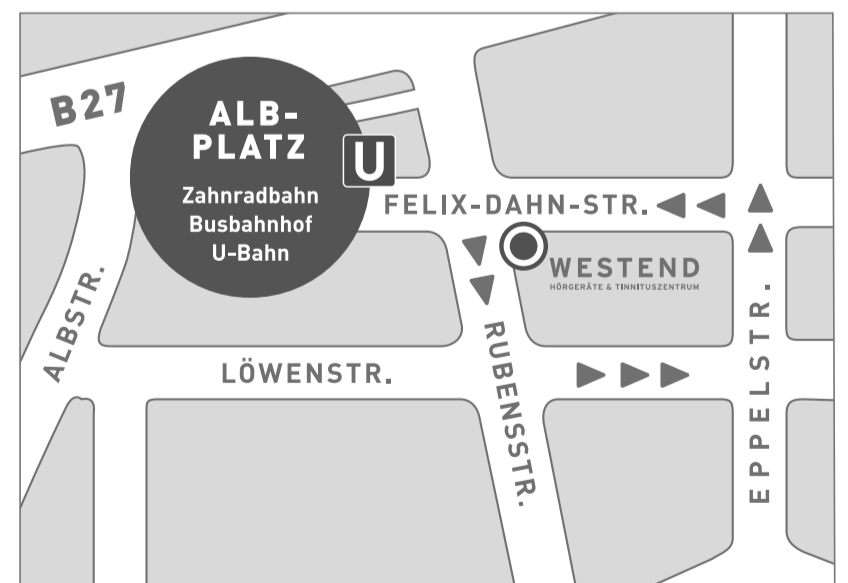 B27
ALB-
PLATZ
Zahnradbahn
Busbahnhof
U-Bahn
U
FELIX-DAHN-STR.
WESTEND
HÖRGERÄTE & TINNITUSZENTRUM
ALBSTR.
LÖWENSTR.
RUBENSSTR.
EPPELSTR.